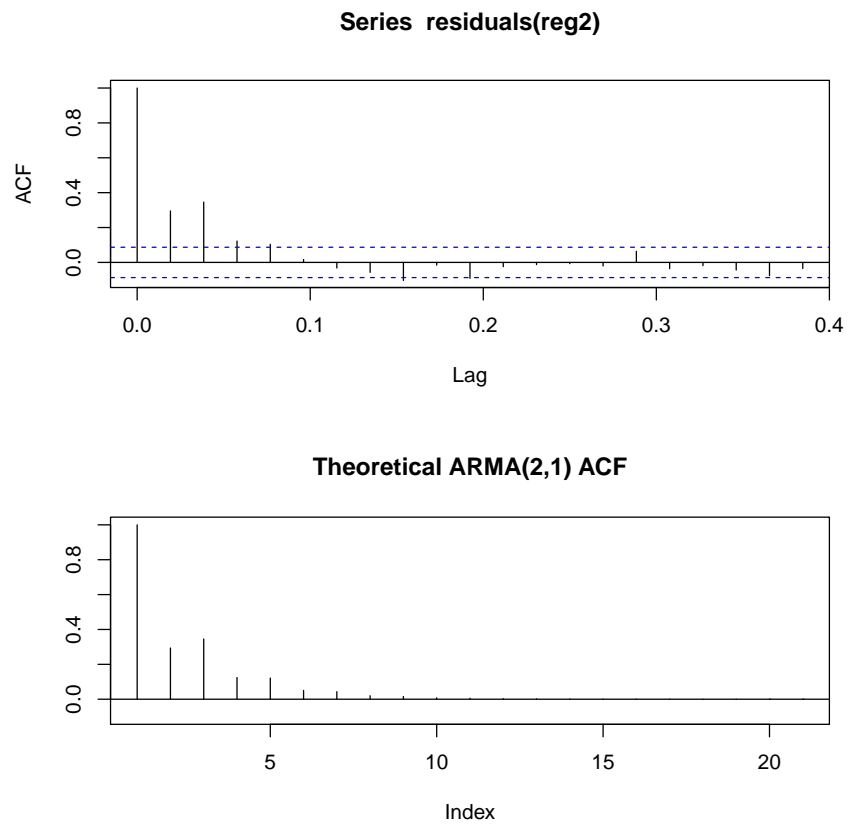 Series residuals(reg2)
ACF
0.8
0.4
0.0
0.0 0.1 0.2 0.3 0.4
Lag
Theoretical ARMA(2,1) ACF
0.8
0.4
0.0
5 10 15 20
Index